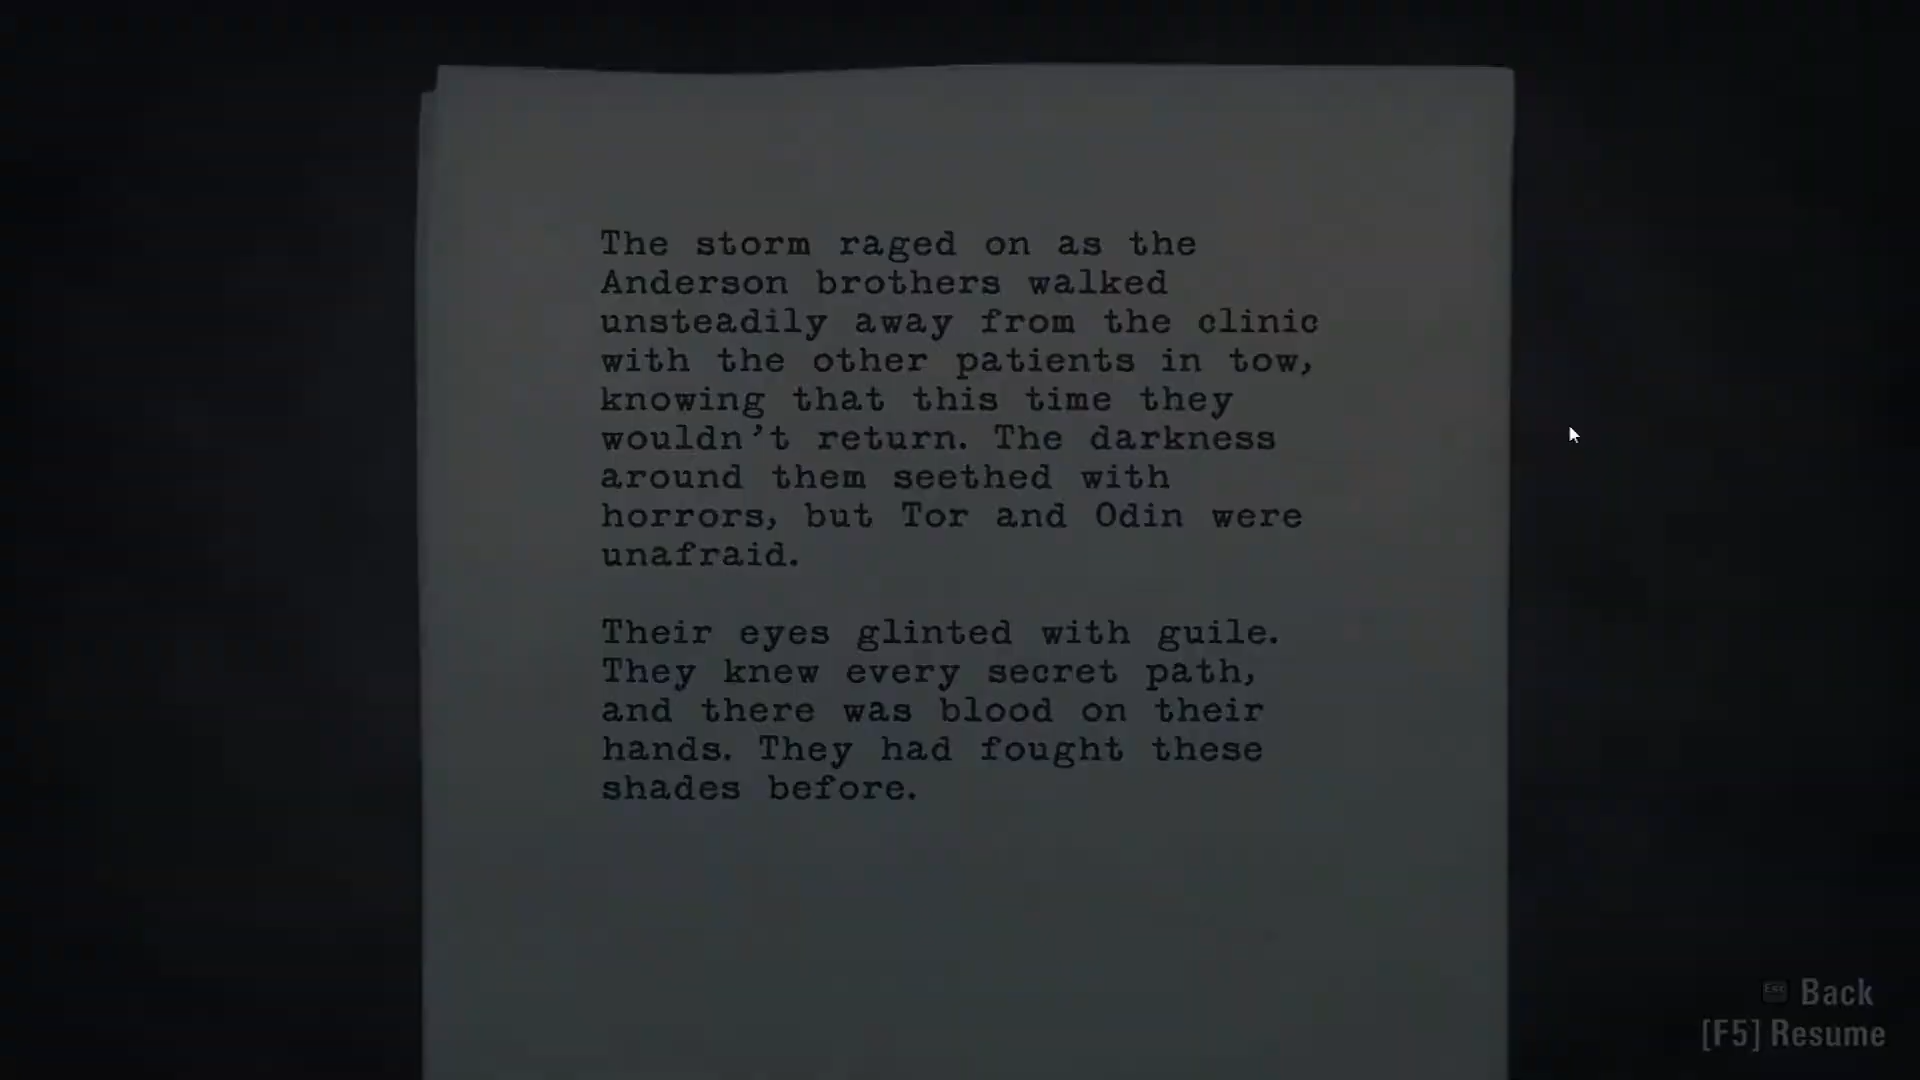 The storm raged on as the
Anderson brothers walked
unsteadily away from the clinic
with the other patients in tow,
knowing that this time they
wouldn't return. The darkness
around them seethed with
horrors, but Tor and Odin were
unafraid.
Their eyes glinted with guile.
They knew every secret path,
and there was blood on their
hands. They had fought these
shades before.
Esc Back
[F5] Resume